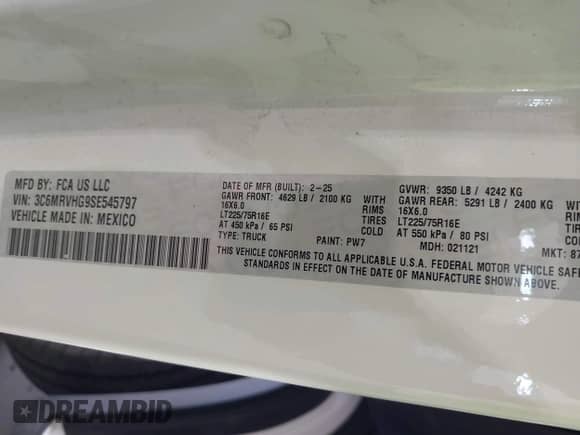 MFD BY: FCA US LLC
VIN: 3C6MRVHG9SE545797
VEHICLE MADE IN: MEXICO
DATE OF MFR (BUILT): 2-25
GAWR FRONT: 4629 LB / 2100 KG WITH
16X6.0 RIMS
LT225/75R16E TIRES
AT 450 kPa / 65 PSI
TYPE: TRUCK PAINT: PW7
GVWR: 9350 LB / 4242 KG
GAWR REAR: 5291 LB / 2400 KG WITH
16X6.0 RIMS
LT225/75R16E TIRE
AT 550 kPa / 80 PSI
MDH: 021121 MKT: 87
THIS VEHICLE CONFORMS TO ALL APPLICABLE U.S.A. FEDERAL MOTOR VEHICLE SAFE
STANDARDS IN EFFECT ON THE DATE OF MANUFACTURE SHOWN ABOVE.
DREAMBID